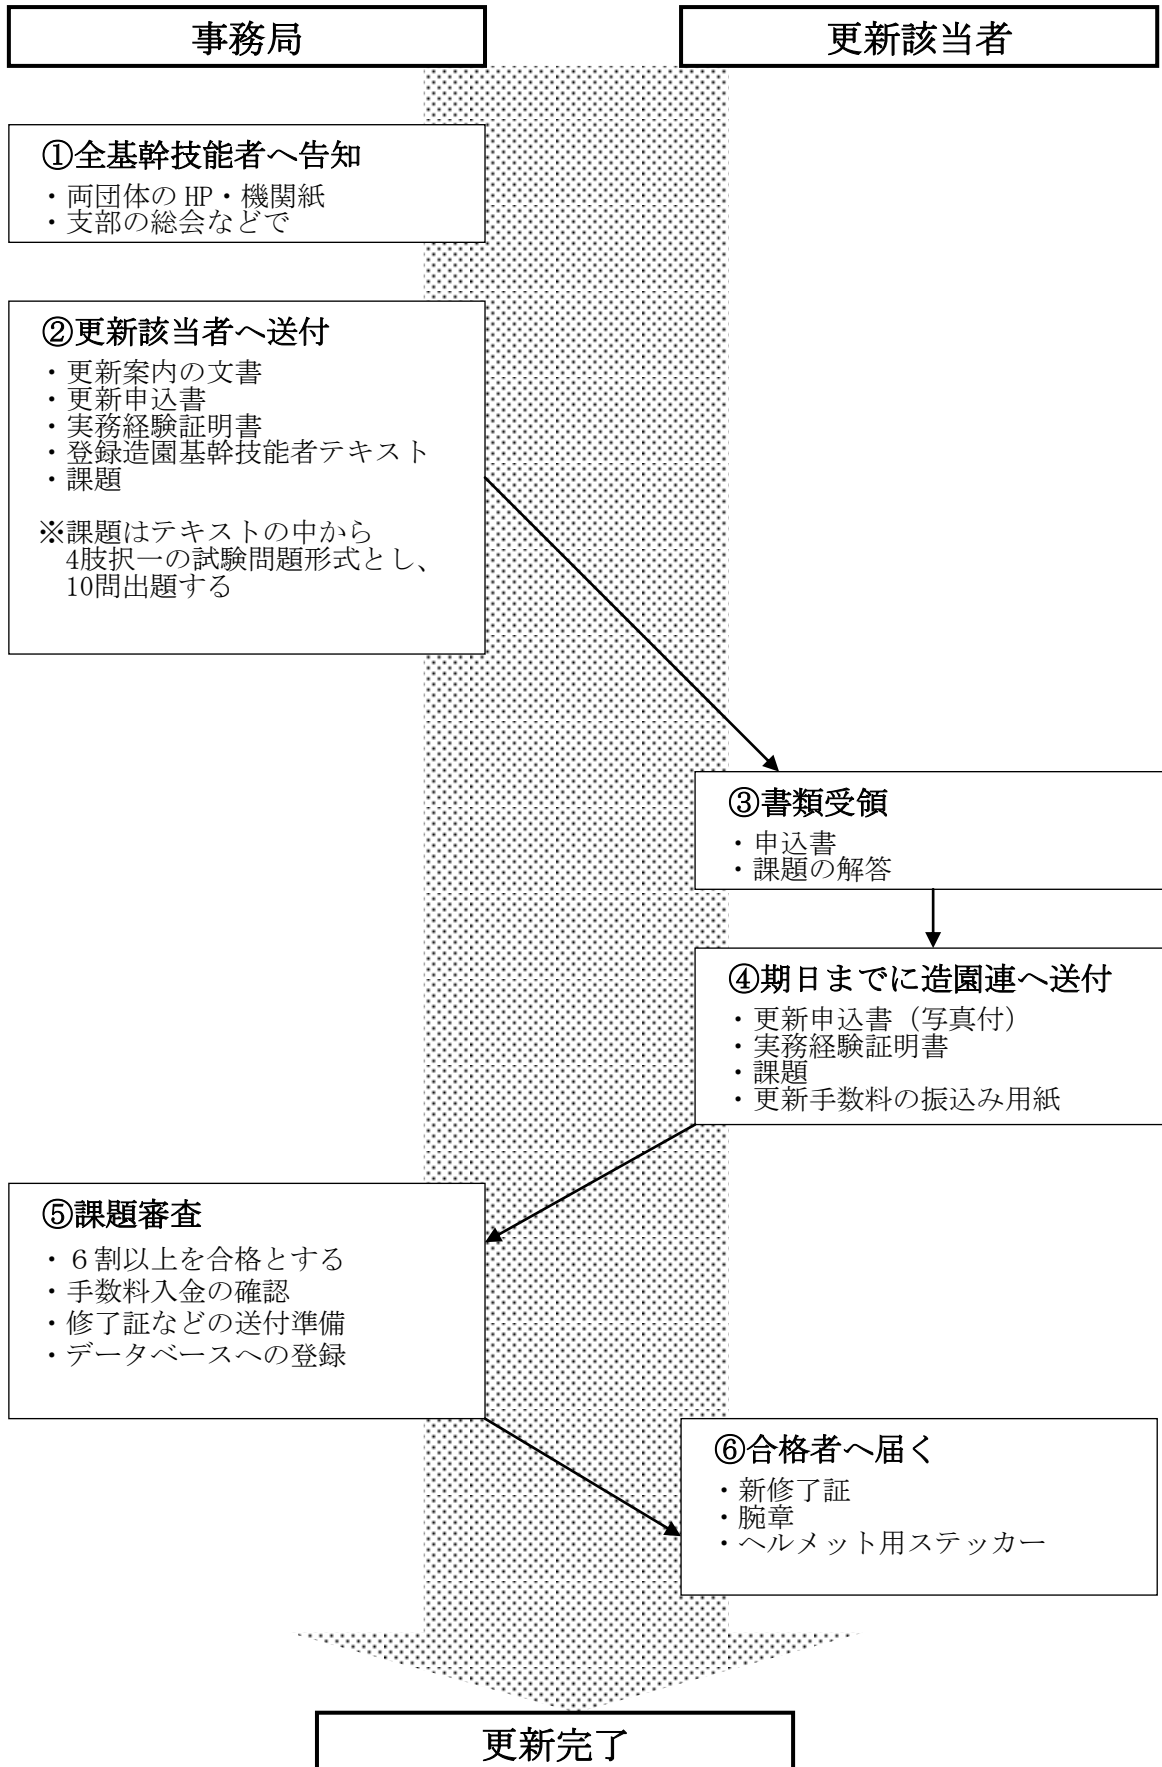 事務局
更新該当者
①全基幹技能者へ告知
・両団体の HP・機関紙
・支部の総会などで
②更新該当者へ送付
・更新案内の文書
・更新申込書
・実務経験証明書
・登録造園基幹技能者テキスト
・課題
※課題はテキストの中から
4肢択一の試験問題形式とし、
10問出題する
③書類受領
・申込書
・課題の解答
④期日までに造園連へ送付
・更新申込書（写真付）
・実務経験証明書
・課題
・更新手数料の振込み用紙
⑤課題審査
・６割以上を合格とする
・手数料入金の確認
・修了証などの送付準備
・データベースへの登録
⑥合格者へ届く
・新修了証
・腕章
・ヘルメット用ステッカー
更新完了